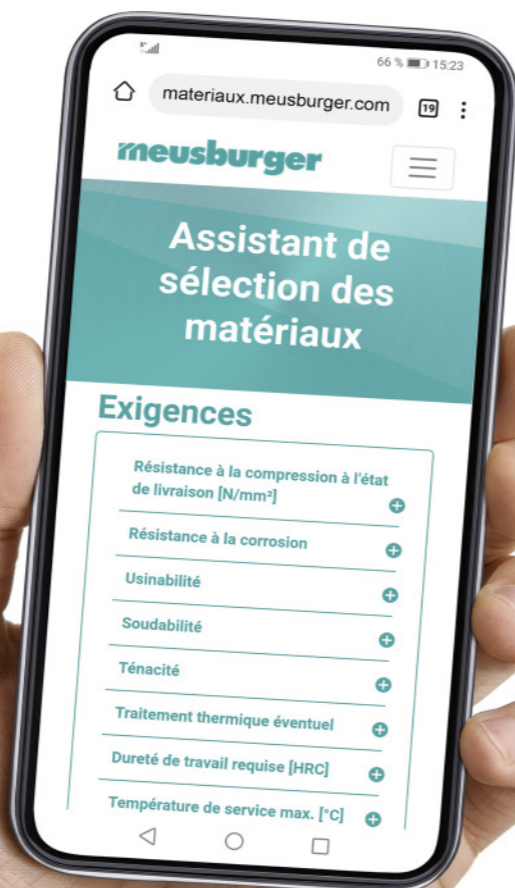 66 % 15:23
materiaux.meusburger.com 19
meusburger
Assistant de
sélection des
matériaux
Exigences
Résistance à la compression à l'état
de livraison [N/mm²]
Résistance à la corrosion
Usinabilité
Soudabilité
Ténacité
Traitement thermique éventuel
Dureté de travail requise [HRC]
Température de service max. [°C]